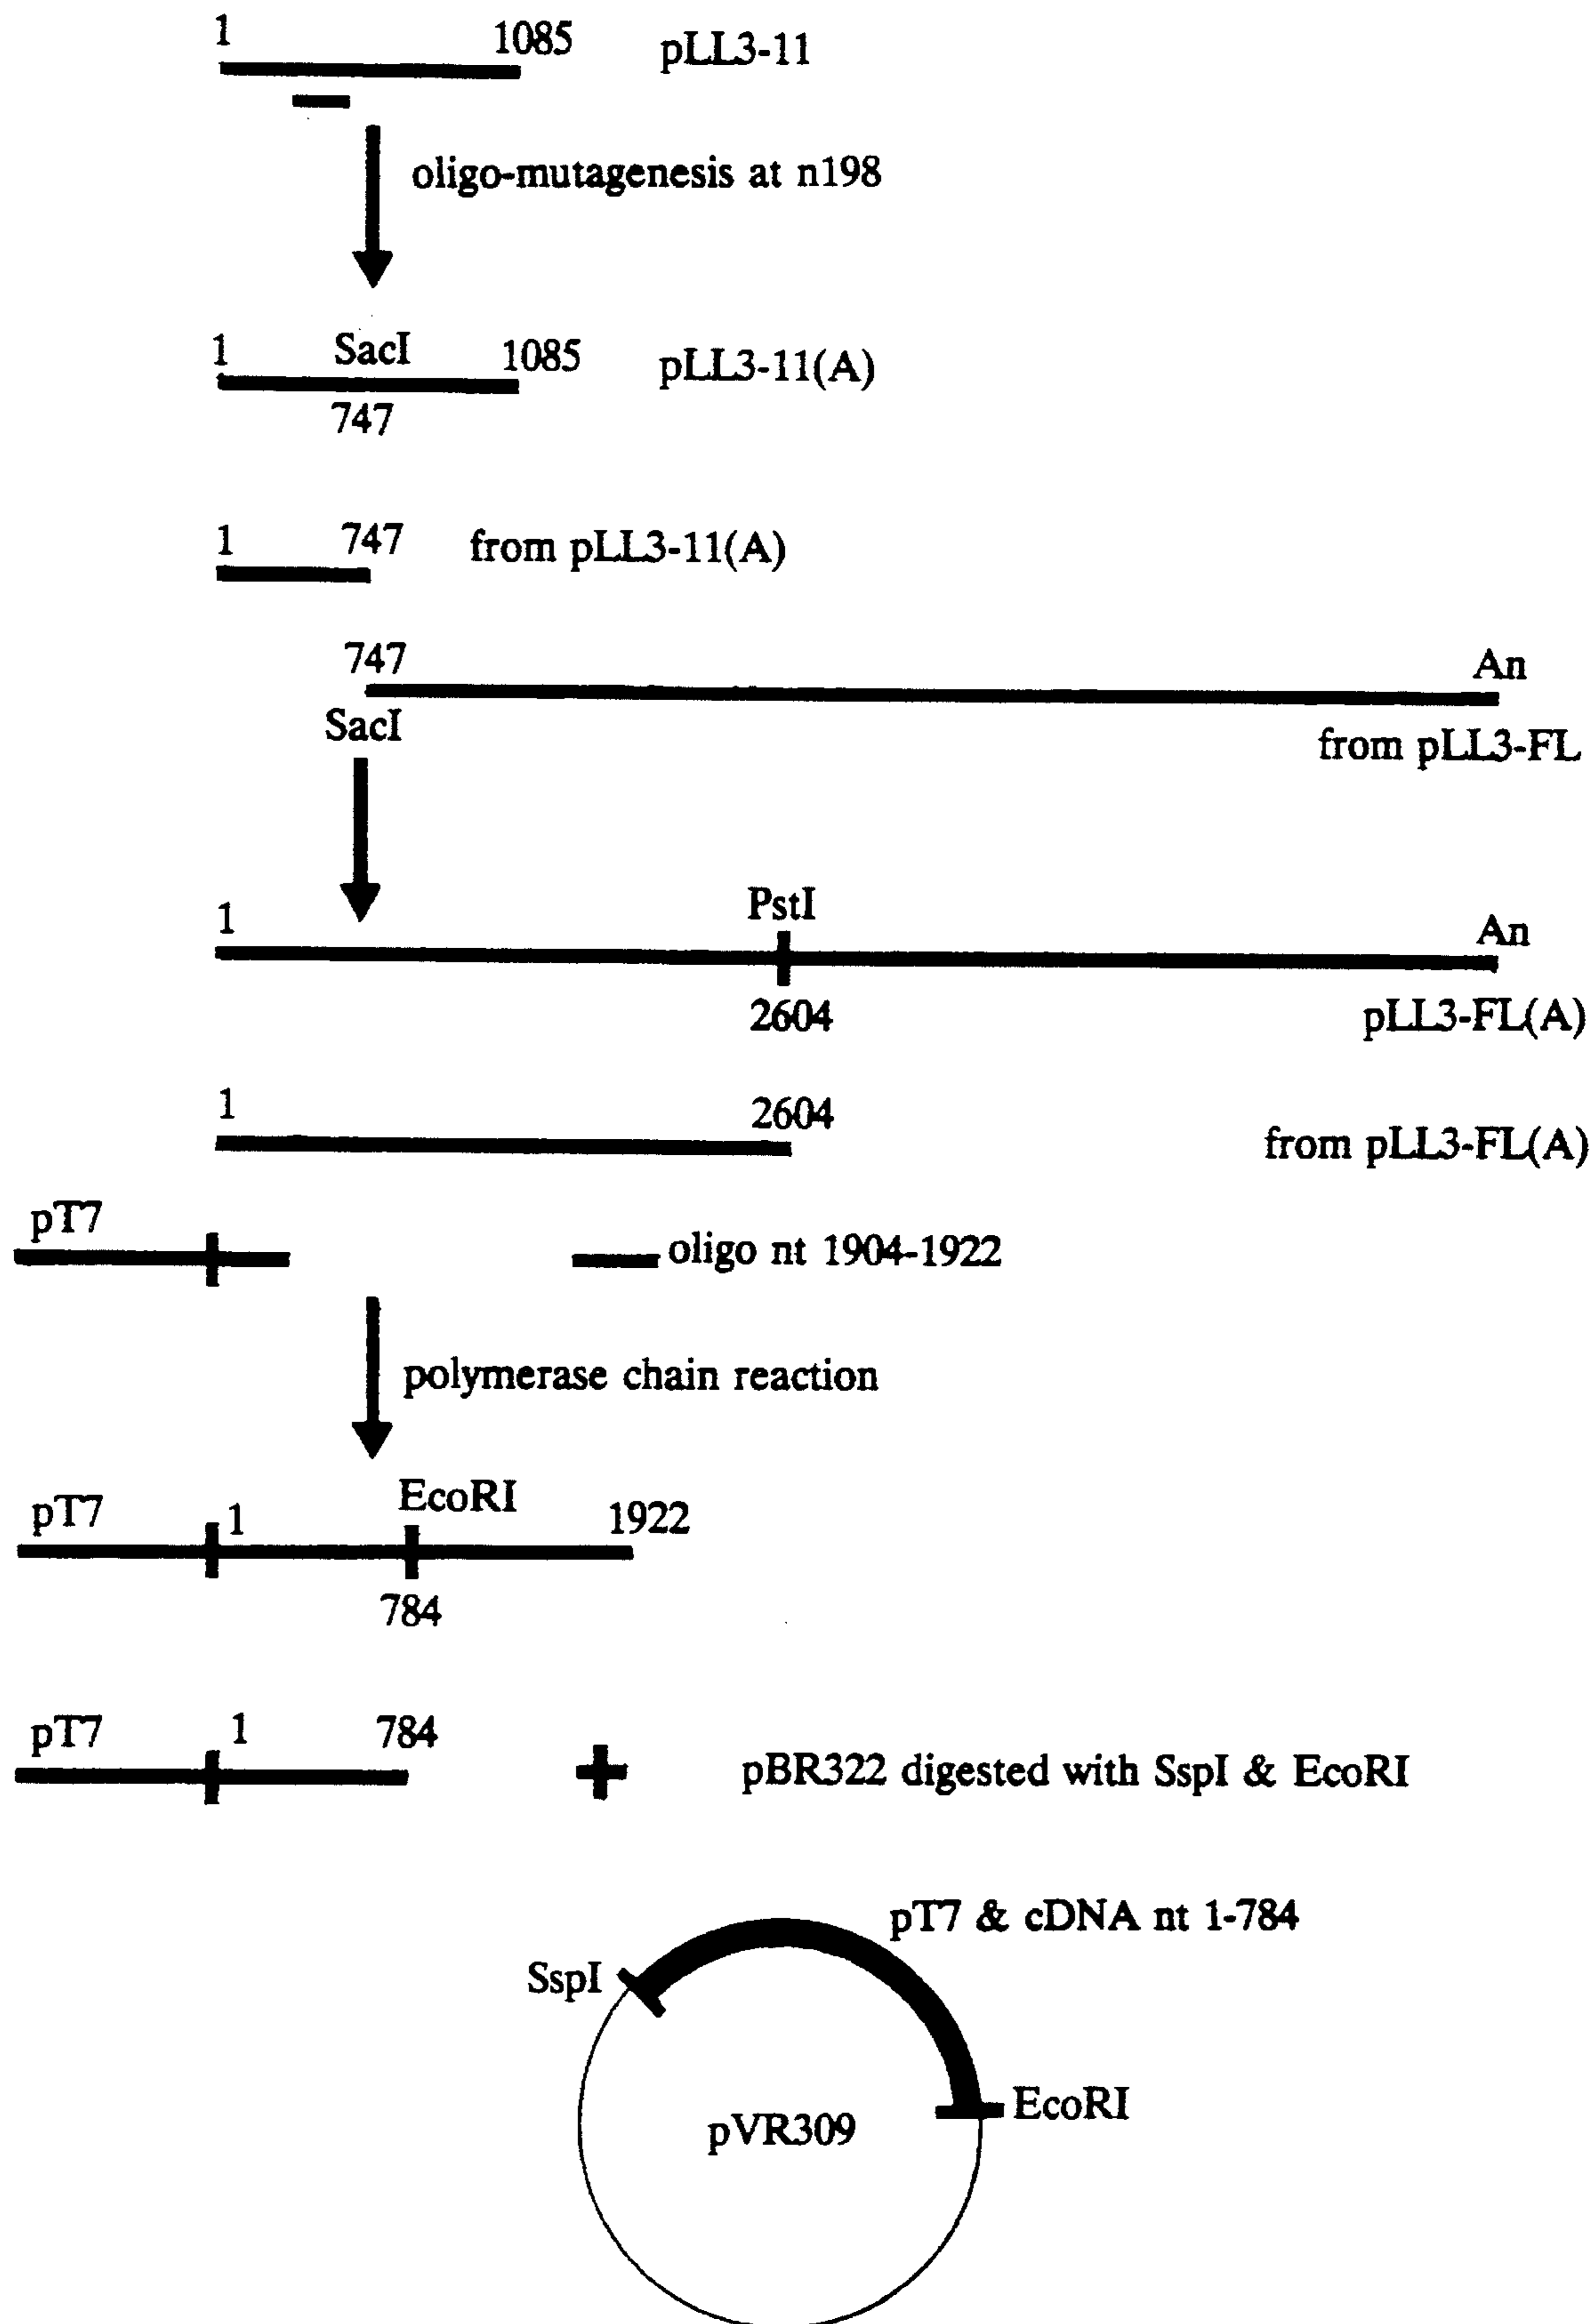 1 1085 pLL3-11
oligo-mutagenesis at n198
1 SacI 1085 pLL3-11(A)
747
1 747 from pLL3-11(A)
747 An
SacI from pLL3-FL
1 PstI An
2604 pLL3-FL(A)
1 2604 from pLL3-FL(A)
pT7 oligo nt 1904-1922
polymerase chain reaction
pT7 1 EcoRI 1922
784
pT7 1 784 + pBR322 digested with SspI & EcoRI
pT7 & cDNA nt 1-784
SspI
EcoRI
pVR309